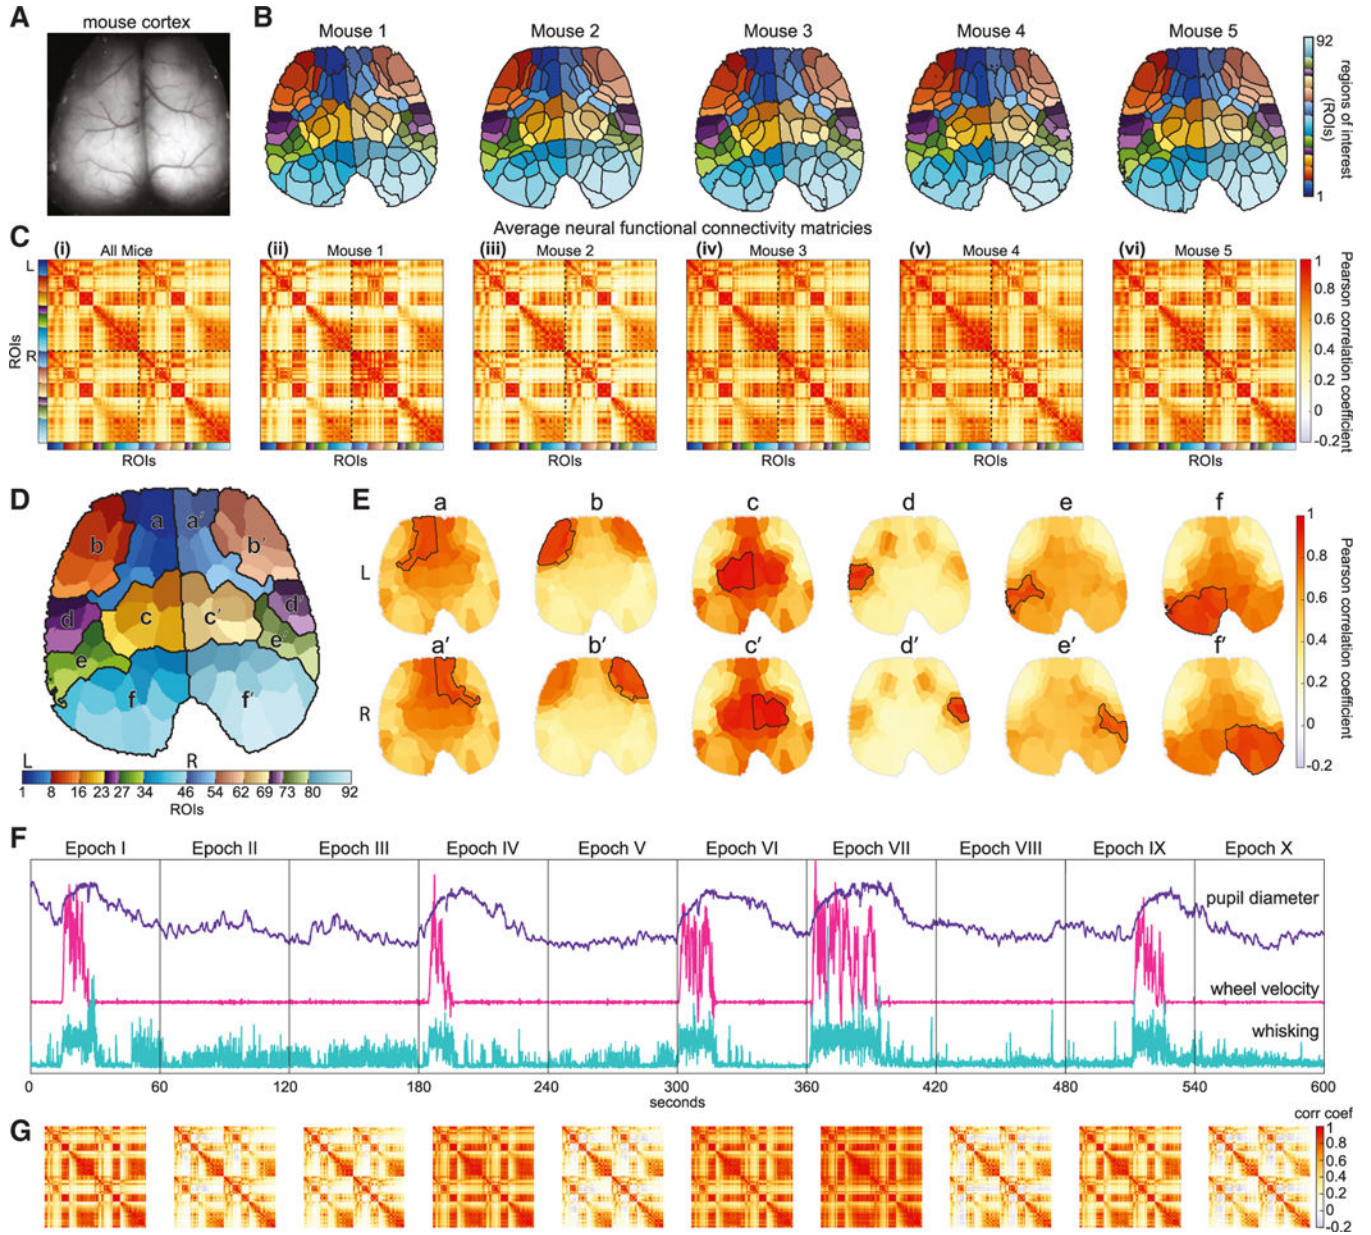 A
mouse cortex
B
Mouse 1
Mouse 2
Mouse 3
Mouse 4
Mouse 5
92
1
regions of interest
(ROIs)
C
Average neural functional connectivity matricies
(i)
All Mice
(ii)
Mouse 1
(iii)
Mouse 2
(iv)
Mouse 3
(v)
Mouse 4
(vi)
Mouse 5
L
R
ROIs
ROIs
ROIs
ROIs
ROIs
ROIs
ROIs
1
0.8
0.6
0.4
0.2
0
-0.2
Pearson correlation coefficient
D
a
a′
b
b′
c
c′
d
d′
e
e′
f
f′
L
R
1 8 16 23 27 34 46 54 62 69 73 80 92
ROIs
E
a
b
c
d
e
f
L
a′
b′
c′
d′
e′
f′
R
1
0.8
0.6
0.4
0.2
0
-0.2
Pearson correlation coefficient
F
Epoch I
Epoch II
Epoch III
Epoch IV
Epoch V
Epoch VI
Epoch VII
Epoch VIII
Epoch IX
Epoch X
pupil diameter
wheel velocity
whisking
0 60 120 180 240 300 360 420 480 540 600
seconds
G
corr coef
1
0.8
0.6
0.4
0.2
0
-0.2